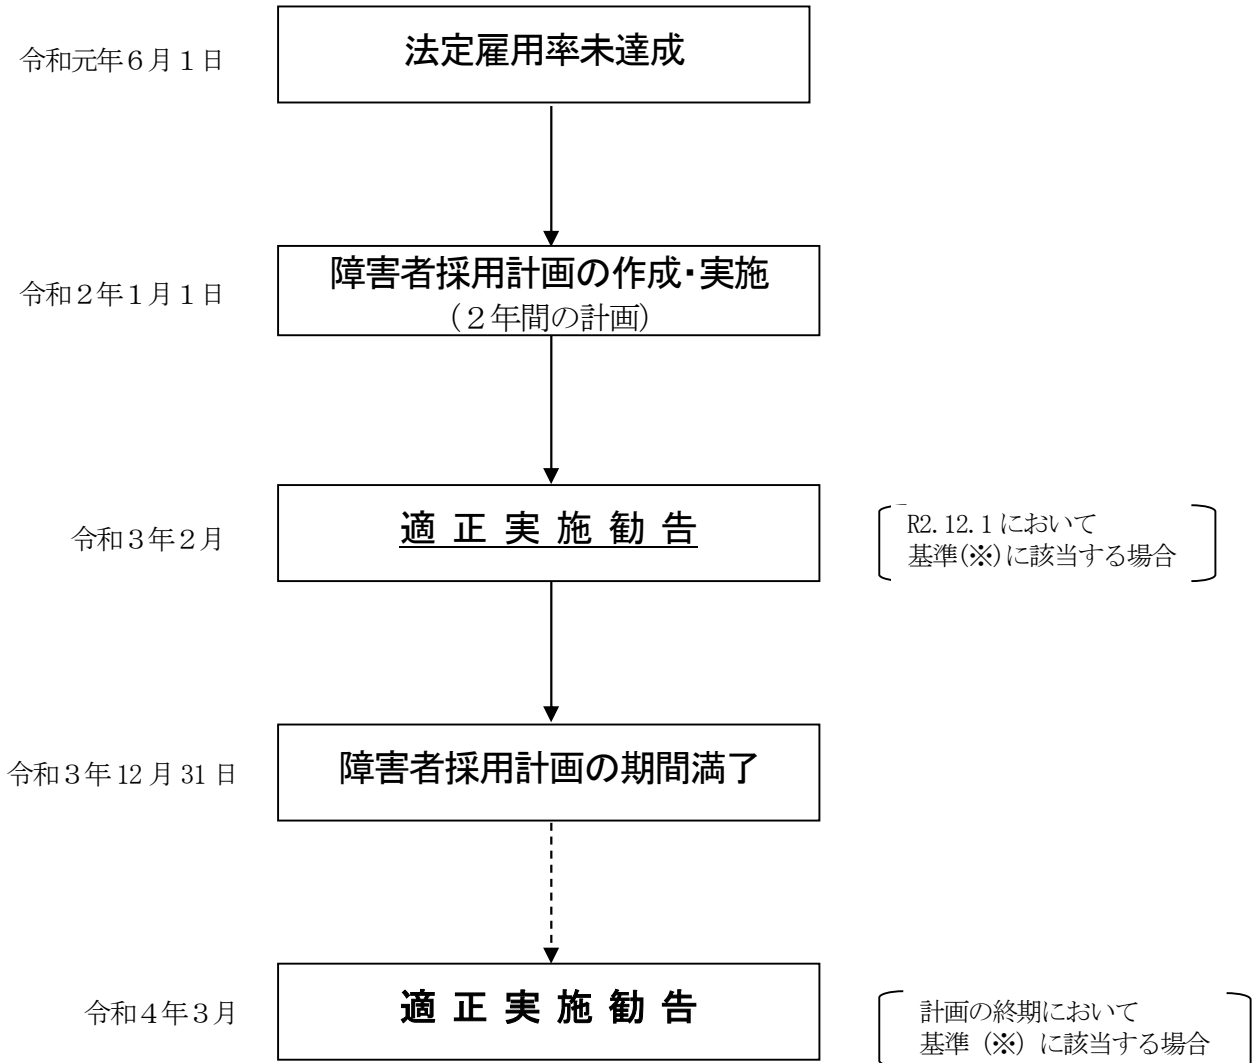 令和元年６月１日
法定雇用率未達成
令和２年１月１日
障害者採用計画の作成・実施
（２年間の計画）
令和３年２月
適 正 実 施 勧 告
R2.12.1 において
基準(※)に該当する場合
令和３年 12 月 31 日
障害者採用計画の期間満了
令和４年３月
適 正 実 施 勧 告
計画の終期において
基準（※）に該当する場合